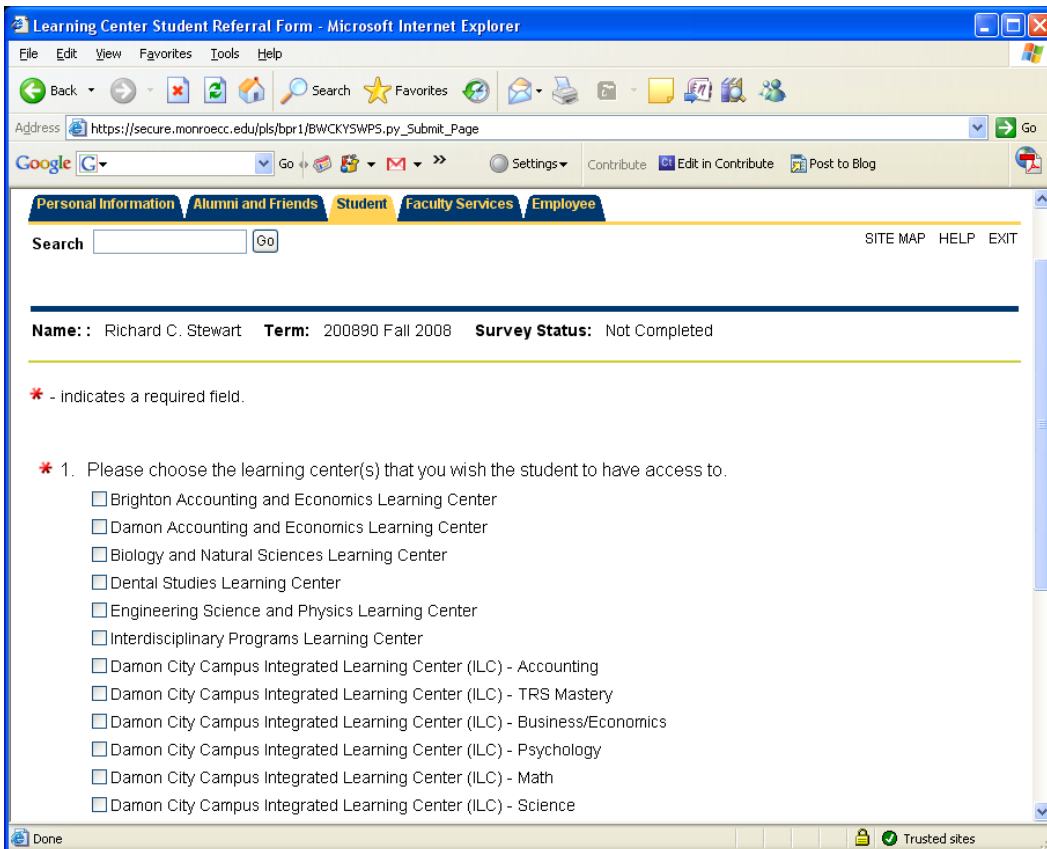 Learning Center Student Referral Form - Microsoft Internet Explorer
File Edit View Favorites Tools Help
Back Search Favorites
Address https://secure.monroecc.edu/pls/bpr1/BWCKYSWPS.py_Submit_Page Go
Google G Go Settings Contribute Ct Edit in Contribute Post to Blog
Personal Information Alumni and Friends Student Faculty Services Employee
Search Go SITE MAP HELP EXIT
Name: : Richard C. Stewart Term: 200890 Fall 2008 Survey Status: Not Completed
* - indicates a required field.
* 1. Please choose the learning center(s) that you wish the student to have access to.
Brighton Accounting and Economics Learning Center
Damon Accounting and Economics Learning Center
Biology and Natural Sciences Learning Center
Dental Studies Learning Center
Engineering Science and Physics Learning Center
Interdisciplinary Programs Learning Center
Damon City Campus Integrated Learning Center (ILC) - Accounting
Damon City Campus Integrated Learning Center (ILC) - TRS Mastery
Damon City Campus Integrated Learning Center (ILC) - Business/Economics
Damon City Campus Integrated Learning Center (ILC) - Psychology
Damon City Campus Integrated Learning Center (ILC) - Math
Damon City Campus Integrated Learning Center (ILC) - Science
Done Trusted sites